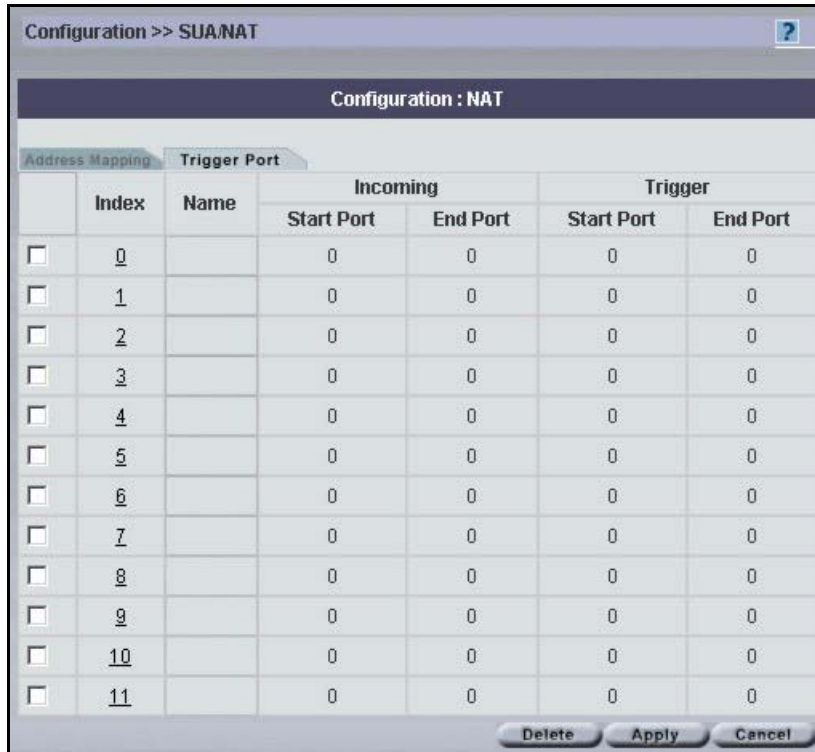 Configuration >> SUA/NAT ?
Configuration : NAT
Address Mapping Trigger Port
Index Name Incoming Trigger
Start Port End Port Start Port End Port
0 0 0 0 0
1 0 0 0 0
2 0 0 0 0
3 0 0 0 0
4 0 0 0 0
5 0 0 0 0
6 0 0 0 0
7 0 0 0 0
8 0 0 0 0
9 0 0 0 0
10 0 0 0 0
11 0 0 0 0
Delete Apply Cancel